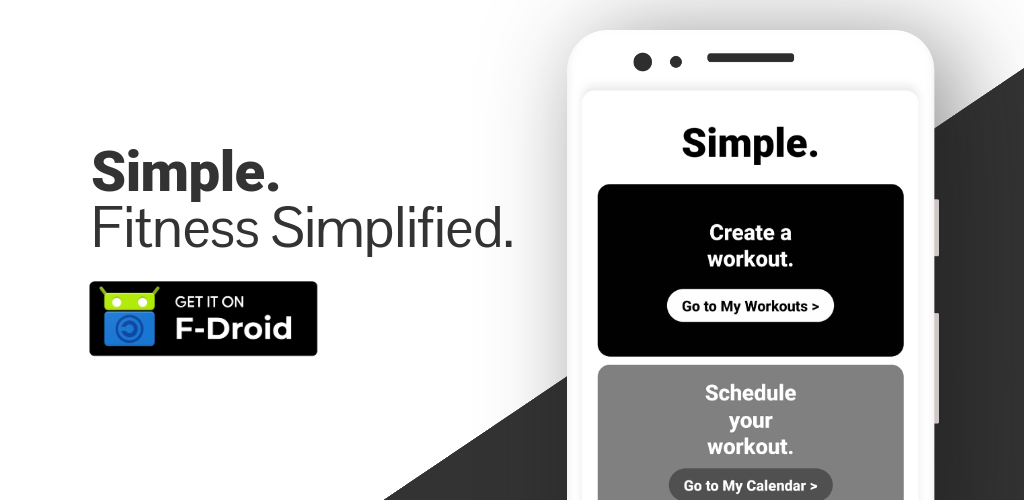 Simple.
Fitness Simplified.
GET IT ON
F-Droid
Simple.
Create a
workout.
Go to My Workouts >
Schedule
your
workout.
Go to My Calendar >